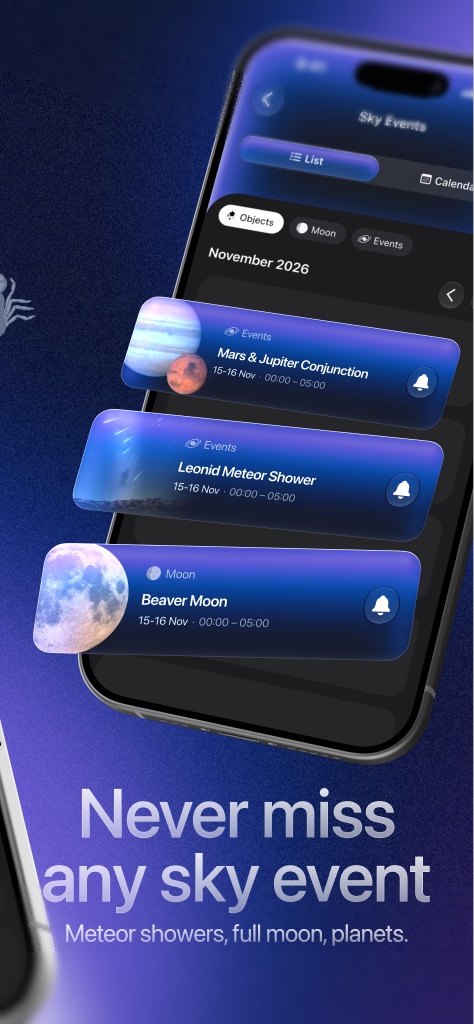 Sky Events
List
Calenda
Objects
Moon
Events
November 2026
Events
Mars & Jupiter Conjunction
15-16 Nov · 00:00 – 05:00
Events
Leonid Meteor Shower
15-16 Nov · 00:00 – 05:00
Moon
Beaver Moon
15-16 Nov · 00:00 – 05:00
Never miss
any sky event
Meteor showers, full moon, planets.